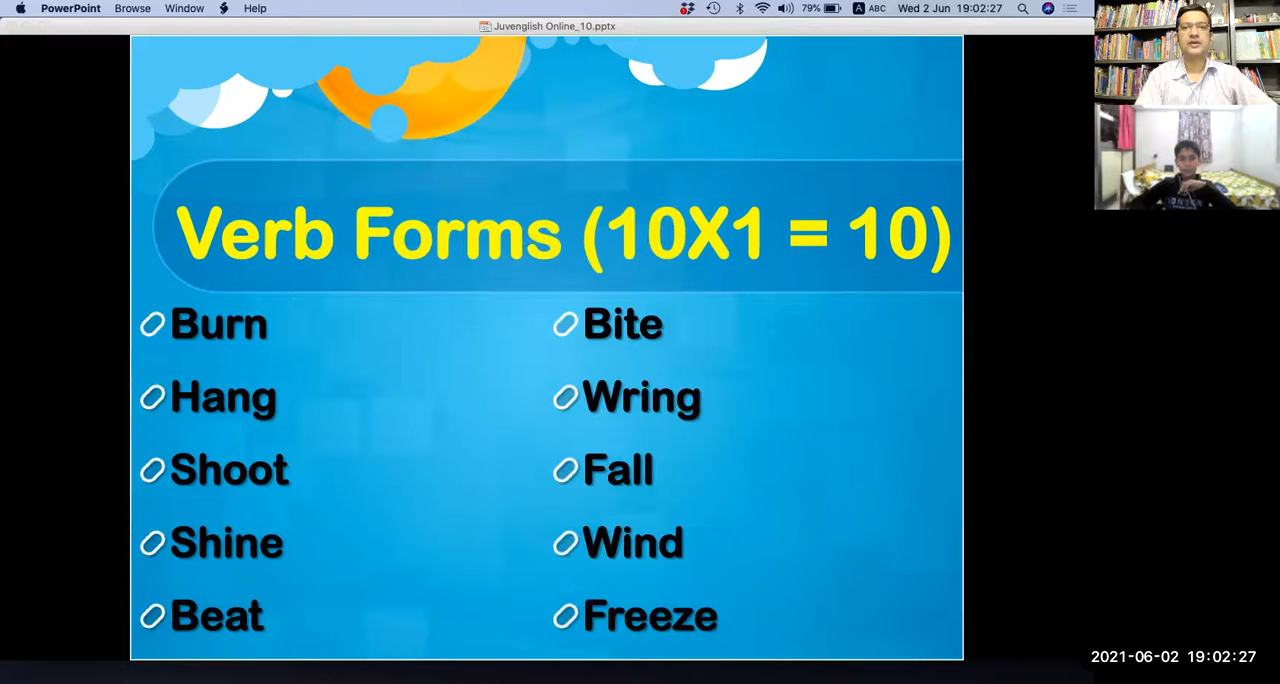 PowerPoint Browse Window Help 79% A ABC Wed 2 Jun 19:02:27
Juvenglish Online_10.pptx
Verb Forms (10X1 = 10)
Burn
Hang
Shoot
Shine
Beat
Bite
Wring
Fall
Wind
Freeze
2021-06-02 19:02:27